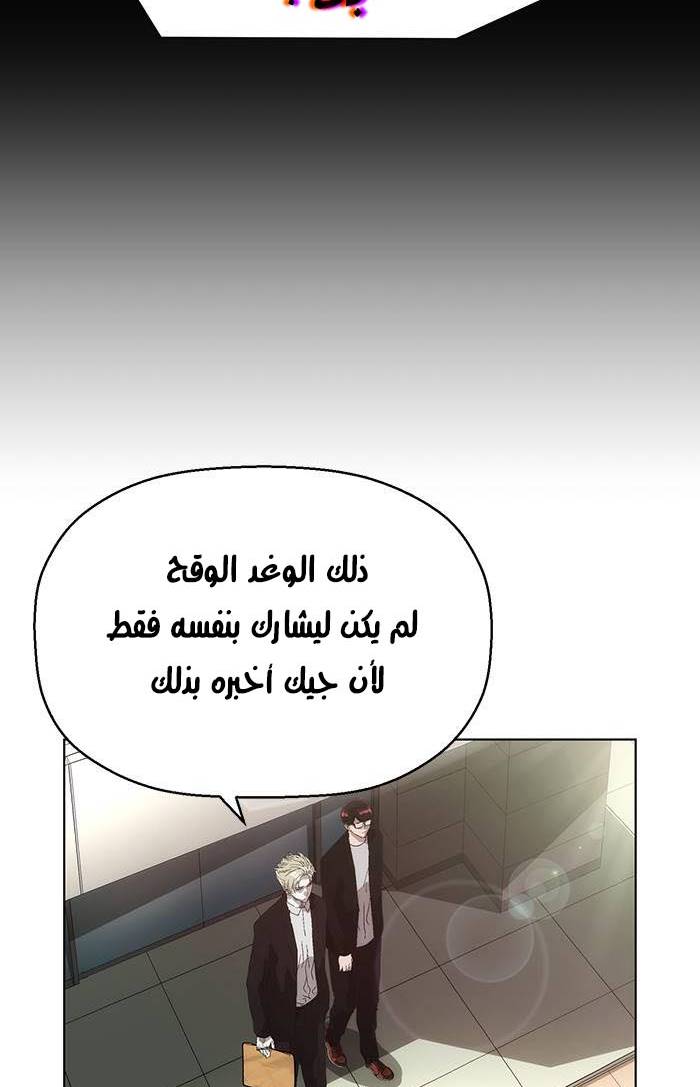 ذلك الوغد الوقح
لم يكن ليشارك بنفسه فقط
لأن جيك أخبره بذلك